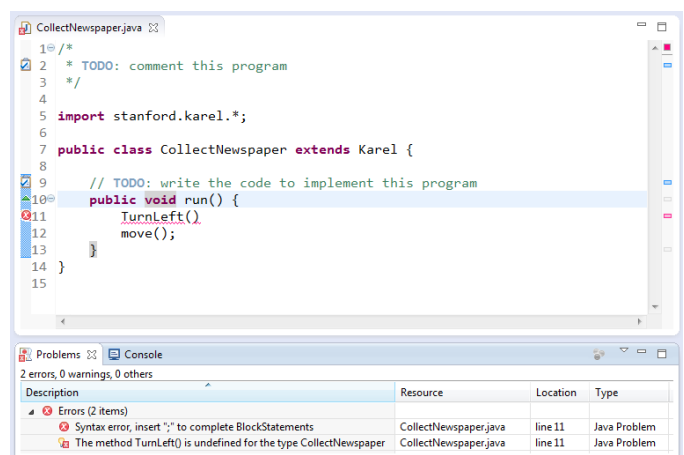 CollectNewspaper.java
1 /*
2 * TODO: comment this program
3 */
4
5 import stanford.karel.*;
6
7 public class CollectNewspaper extends Karel {
8
9 // TODO: write the code to implement this program
10 public void run() {
11 TurnLeft()
12 move();
13 }
14 }
15
Problems Console
2 errors, 0 warnings, 0 others
Description Resource Location Type
Errors (2 items)
Syntax error, insert ";" to complete BlockStatements CollectNewspaper.java line 11 Java Problem
The method TurnLeft() is undefined for the type CollectNewspaper CollectNewspaper.java line 11 Java Problem